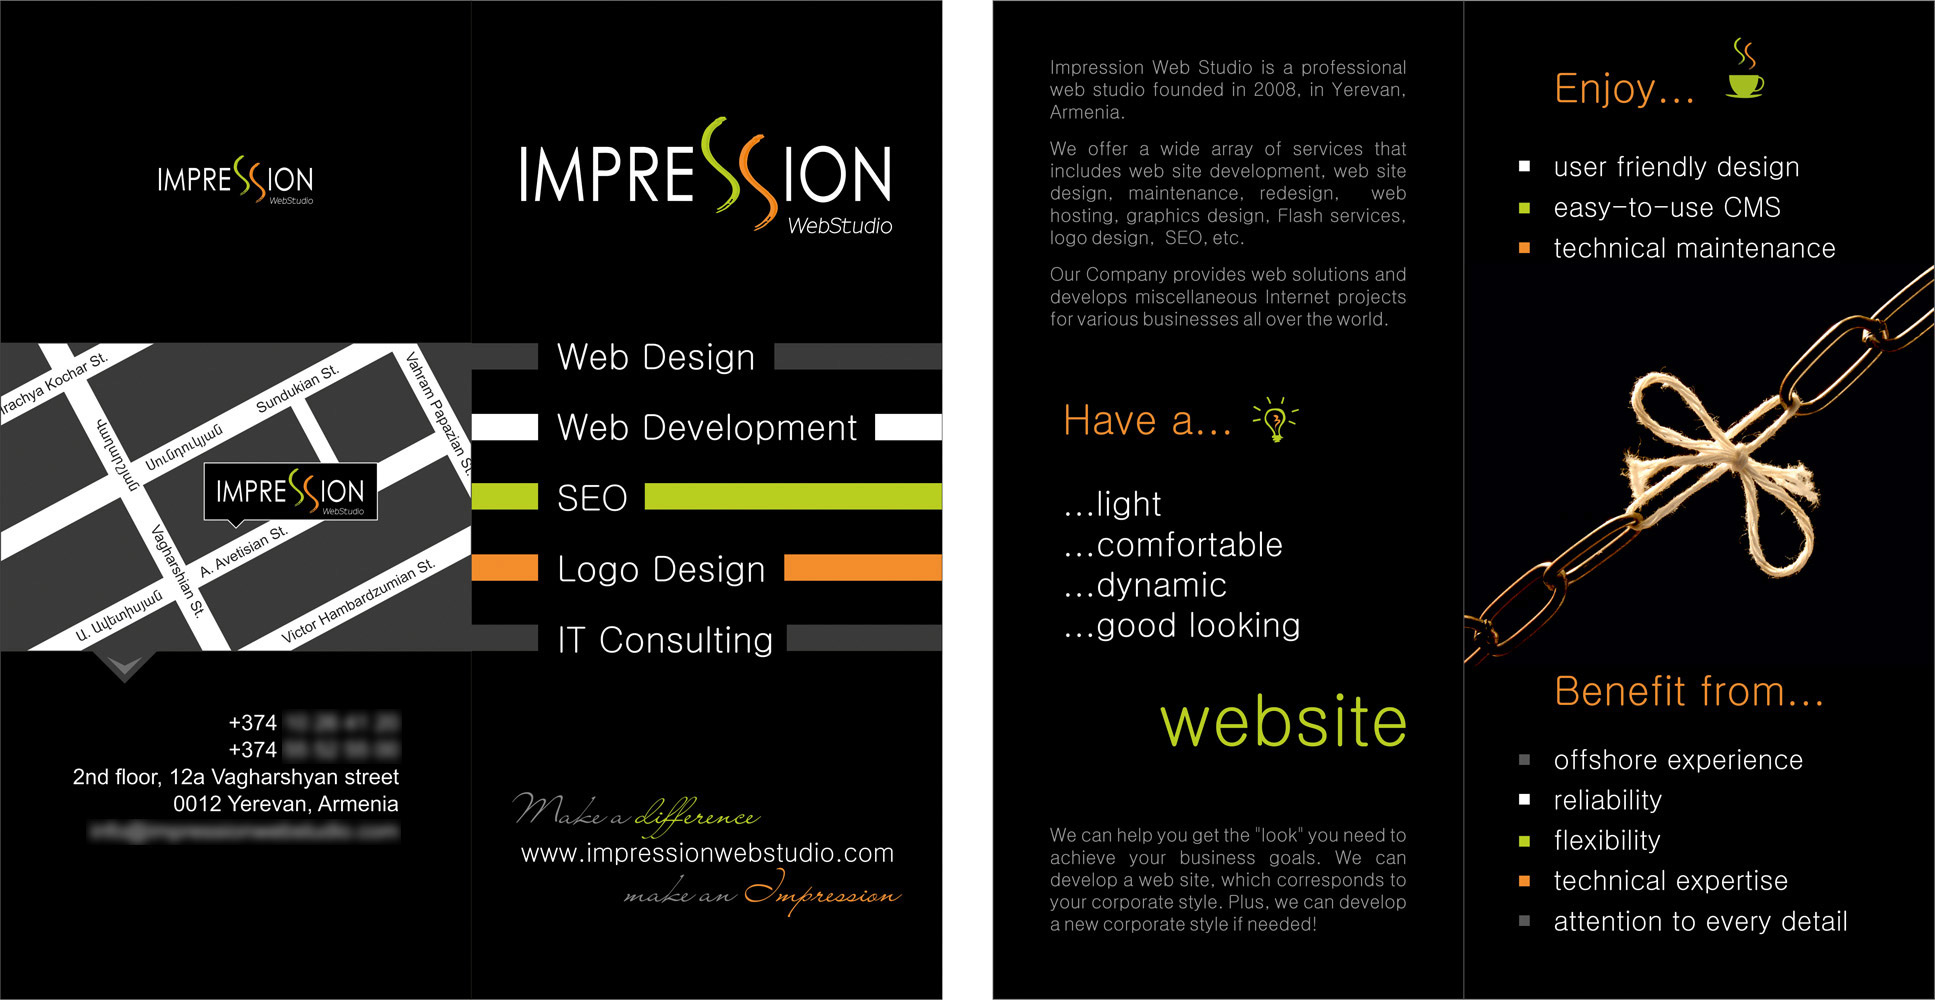 IMPRESSION
WebStudio
Hrachya Kochar St.
Վաղարշյան
Սունդուկյան
Sundukian St.
Vahram Papazian St.
IMPRESSION
WebStudio
Vagharshian St.
A. Avetisian St.
Ա. Ավետիսյան
Victor Hambardzumian St.
+374
+374
2nd floor, 12a Vagharshyan street
0012 Yerevan, Armenia
IMPRESSION
WebStudio
Web Design
Web Development
SEO
Logo Design
IT Consulting
Make a difference
www.impressionwebstudio.com
make an Impression
Impression Web Studio is a professional
web studio founded in 2008, in Yerevan,
Armenia.
We offer a wide array of services that
includes web site development, web site
design, maintenance, redesign, web
hosting, graphics design, Flash services,
logo design, SEO, etc.
Our Company provides web solutions and
develops miscellaneous Internet projects
for various businesses all over the world.
Have a...
...light
...comfortable
...dynamic
...good looking
website
We can help you get the "look" you need to
achieve your business goals. We can
develop a web site, which corresponds to
your corporate style. Plus, we can develop
a new corporate style if needed!
Enjoy...
user friendly design
easy-to-use CMS
technical maintenance
Benefit from...
offshore experience
reliability
flexibility
technical expertise
attention to every detail